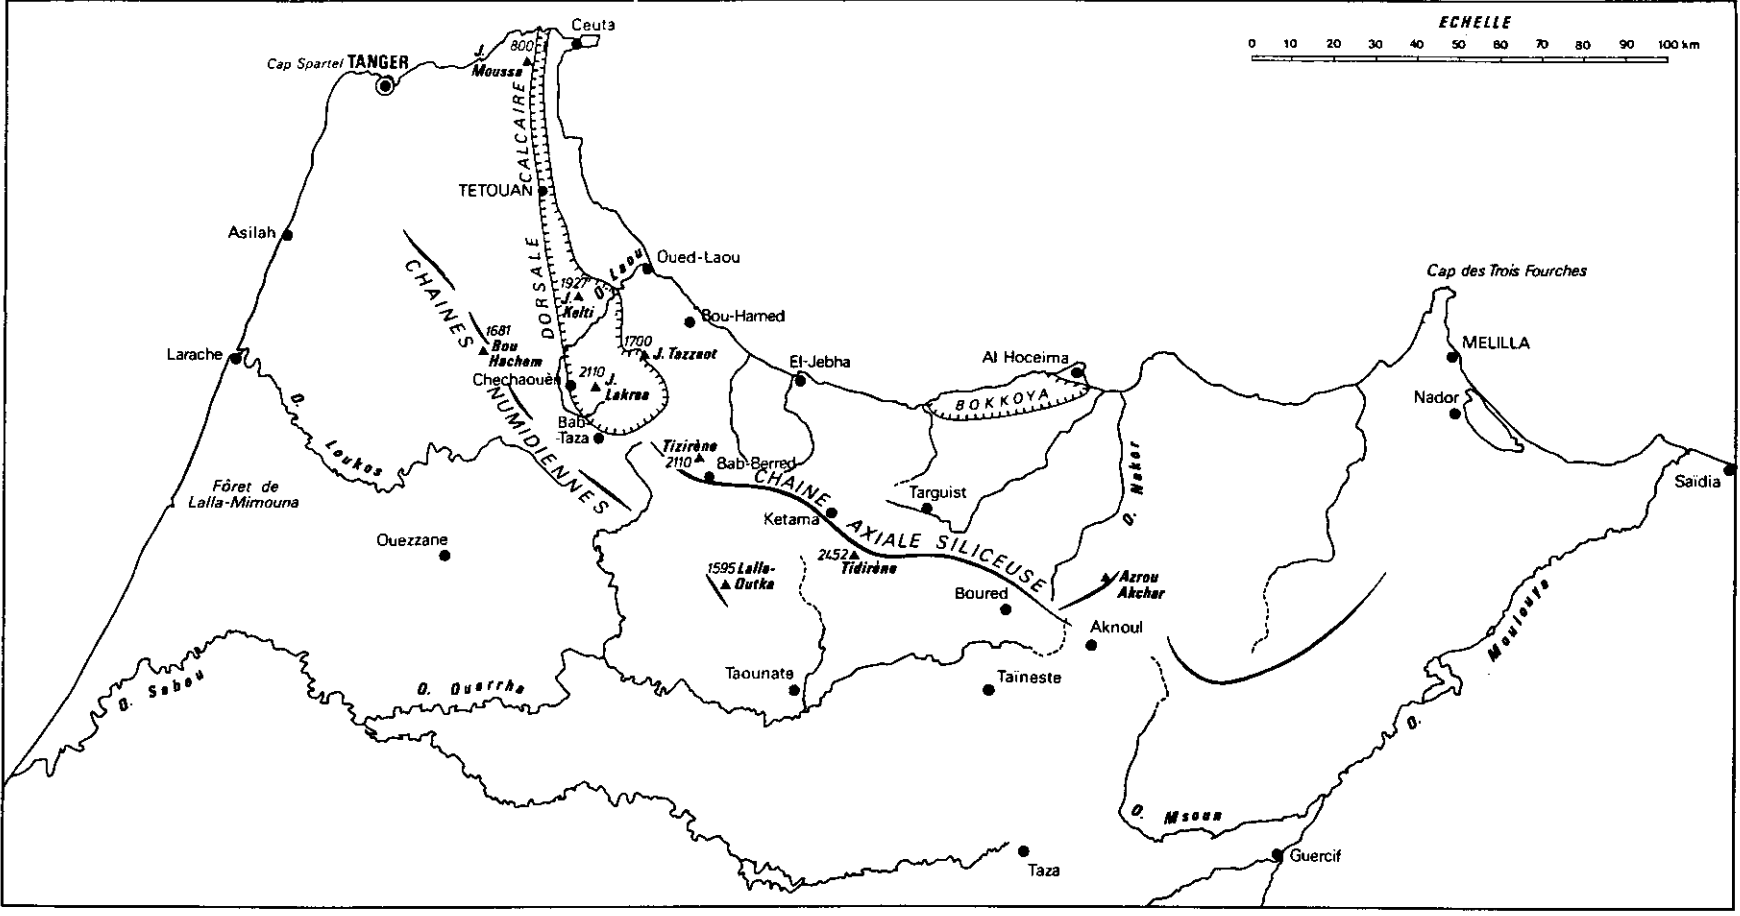 ECHELLE
0 10 20 30 40 50 60 70 80 90 100 km
Ceuta
800
J.
Moussa
Cap Spartel TANGER
DORSALE CALCAIRE
TETOUAN
Asilah
O. Laou
Oued-Laou
1927
J.
Kelti
CHAINES NUMIDIENNES
1681
Bou
Hachem
Bou-Hamed
1700
J. Tazzaot
Larache
Chechaouèn
2110
J.
Lakraa
El-Jebha
Al Hoceima
BOKKOYA
Cap des Trois Fourches
MELILLA
Nador
Saïdia
Bab-
-Taza
O. Loukos
Tizirène
2110
Bab-Berred
CHAINE AXIALE SILICEUSE
Fôret de
Lalla-Mimouna
Targuist
O. Nekor
Ketama
Ouezzane
2452
Tidirène
1595 Lalla-
Outka
Azrou
Akchar
Boured
Aknoul
O. Moulouya
O. Sebou
O. Ouerrha
Taounate
Taïneste
O. Msoun
Taza
Guercif